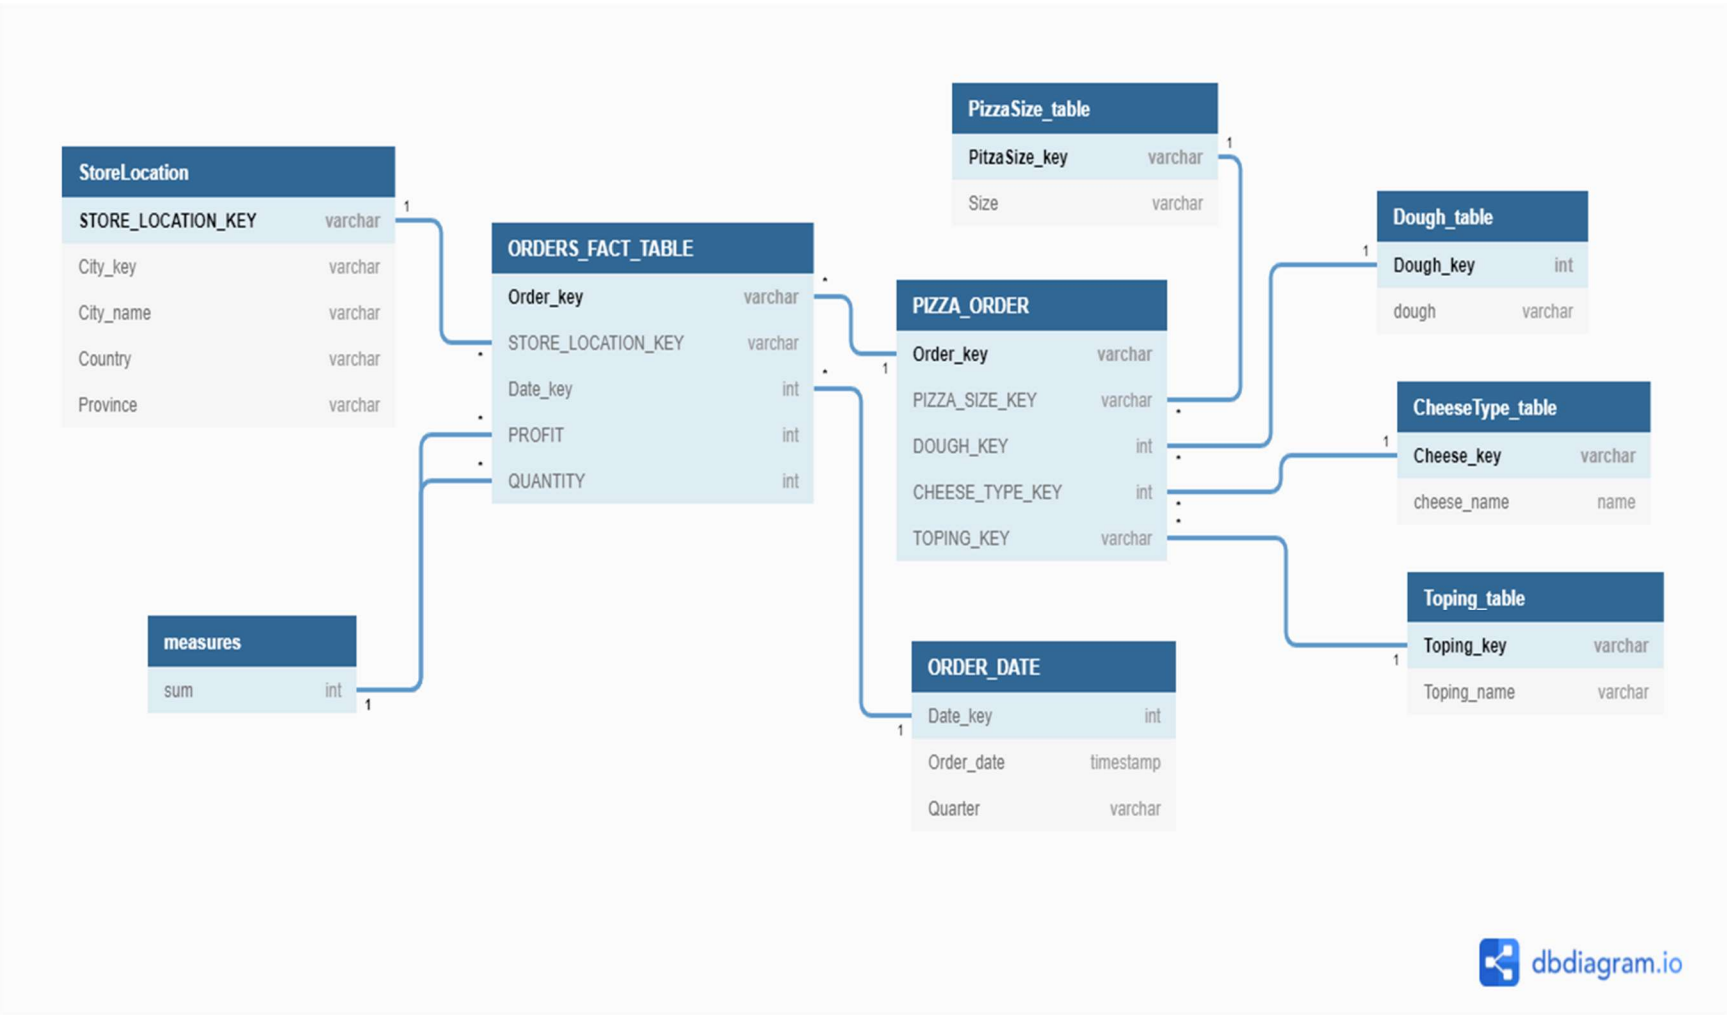 StoreLocation
STORE_LOCATION_KEY varchar
City_key varchar
City_name varchar
Country varchar
Province varchar
1
ORDERS_FACT_TABLE
Order_key varchar
STORE_LOCATION_KEY varchar
Date_key int
PROFIT int
QUANTITY int
*
*
*
*
*
measures
sum int
1
PizzaSize_table
PitzaSize_key varchar
Size varchar
1
PIZZA_ORDER
Order_key varchar
PIZZA_SIZE_KEY varchar
DOUGH_KEY int
CHEESE_TYPE_KEY int
TOPING_KEY varchar
1
*
*
*
*
ORDER_DATE
Date_key int
Order_date timestamp
Quarter varchar
1
Dough_table
Dough_key int
dough varchar
1
CheeseType_table
Cheese_key varchar
cheese_name name
1
Toping_table
Toping_key varchar
Toping_name varchar
1
dbdiagram.io